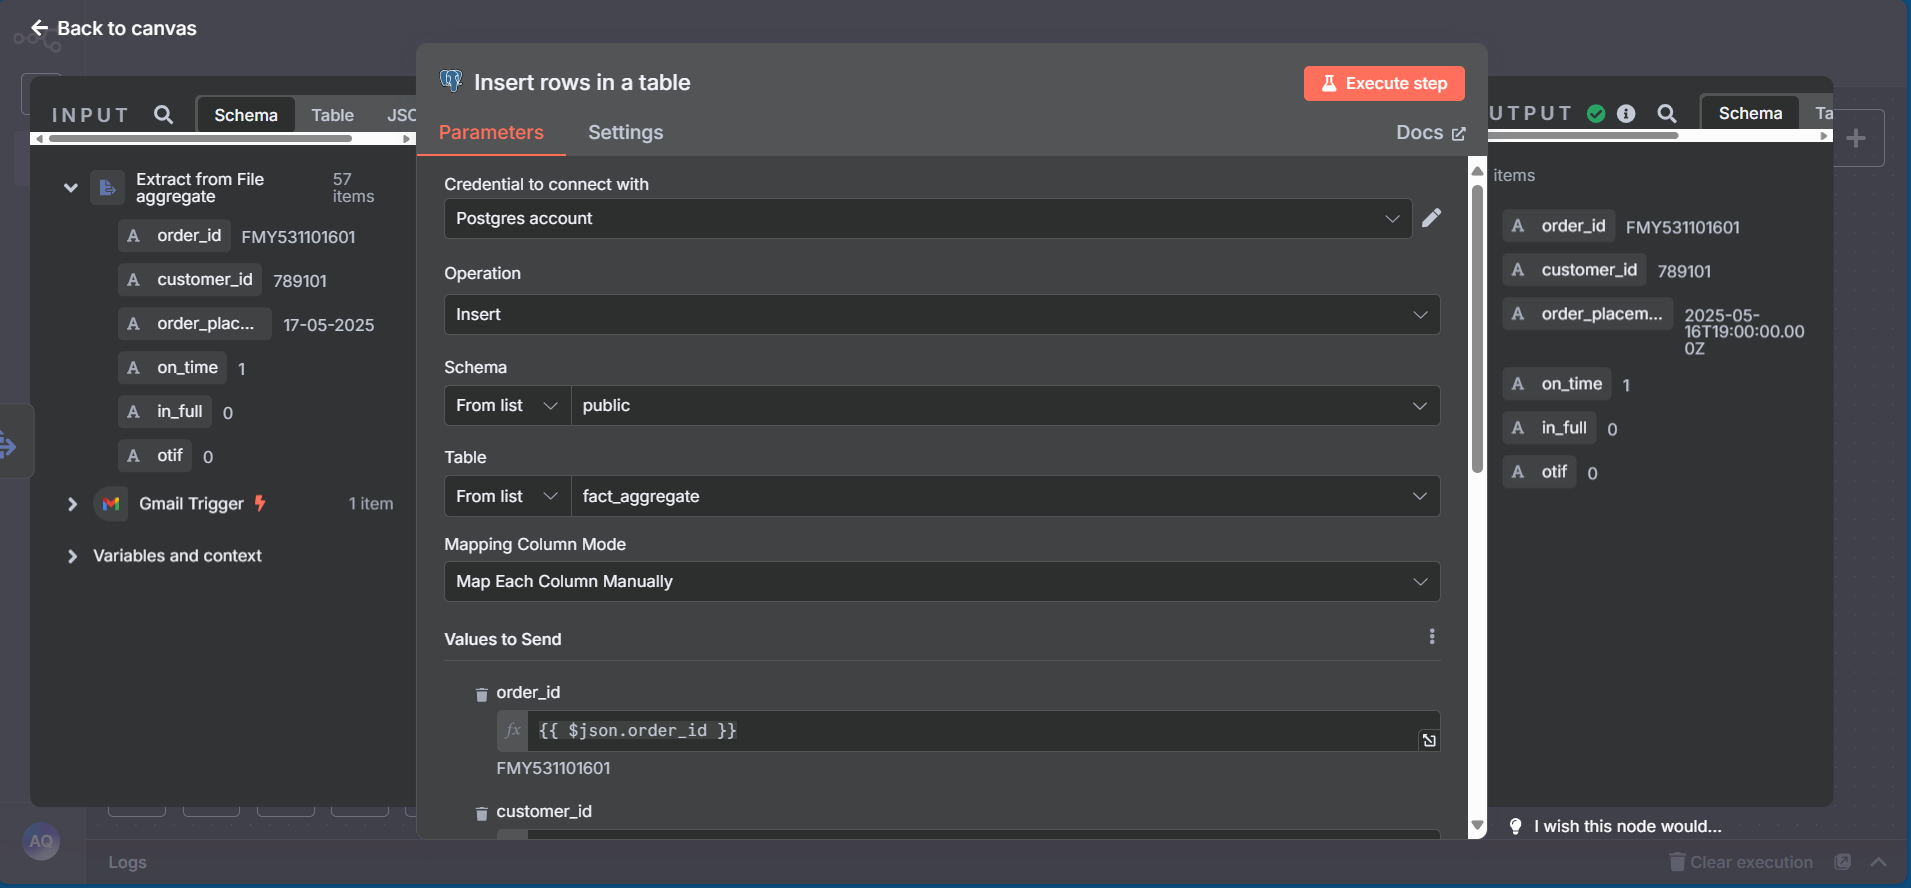 Back to canvas
INPUT
Schema
Table
JSC
Extract from File
aggregate
57
items
A order_id FMY531101601
A customer_id 789101
A order_plac... 17-05-2025
A on_time 1
A in_full 0
A otif 0
Gmail Trigger 1 item
Variables and context
Insert rows in a table
Execute step
Parameters
Settings
Docs
Credential to connect with
Postgres account
Operation
Insert
Schema
From list public
Table
From list fact_aggregate
Mapping Column Mode
Map Each Column Manually
Values to Send
order_id
fx {{ $json.order_id }}
FMY531101601
customer_id
UTPUT
Schema
Ta
items
A order_id FMY531101601
A customer_id 789101
A order_placem... 2025-05-
16T19:00:00.00
0Z
A on_time 1
A in_full 0
A otif 0
I wish this node would...
AQ
Logs
Clear execution